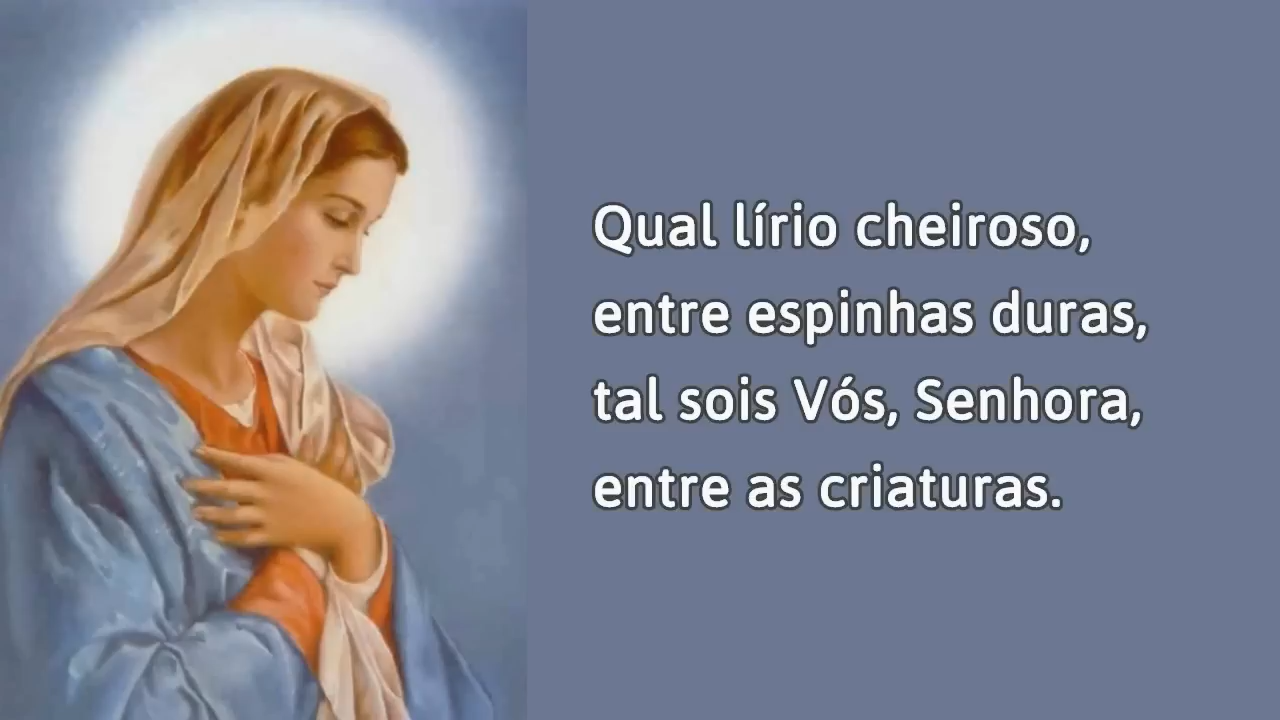 Qual lírio cheiroso,
entre espinhas duras,
tal sois Vós, Senhora,
entre as criaturas.